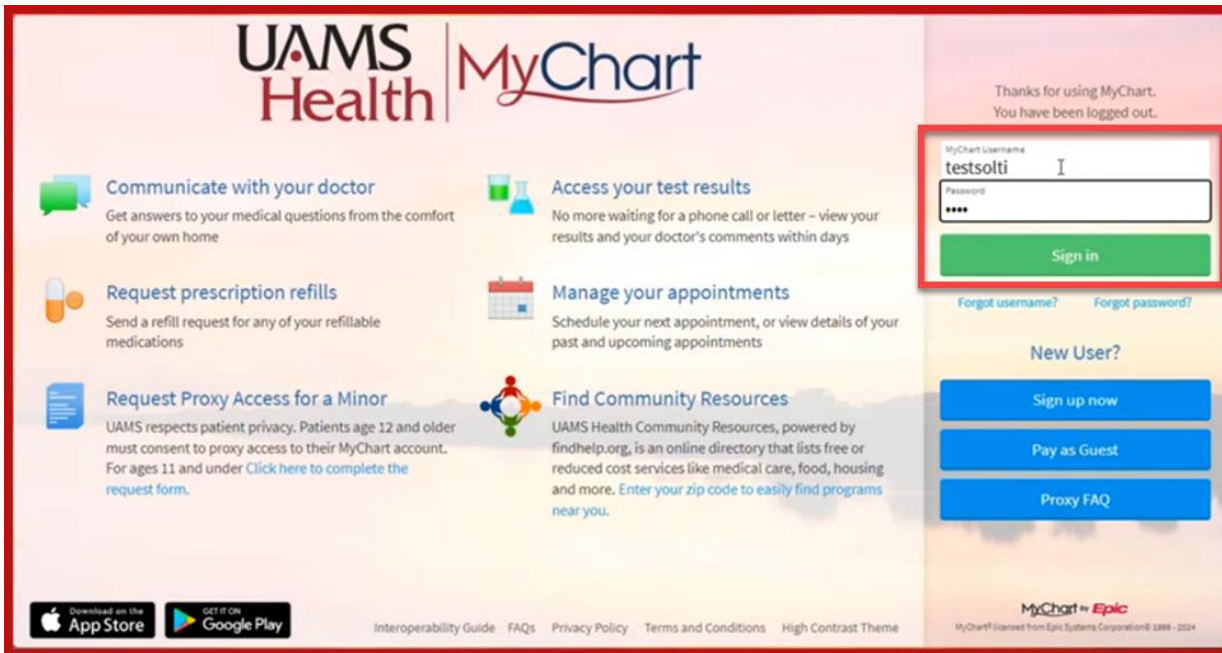 UAMS
Health
MyChart
Communicate with your doctor
Get answers to your medical questions from the comfort
of your own home
Access your test results
No more waiting for a phone call or letter – view your
results and your doctor's comments within days
Request prescription refills
Send a refill request for any of your refillable
medications
Manage your appointments
Schedule your next appointment, or view details of your
past and upcoming appointments
Request Proxy Access for a Minor
UAMS respects patient privacy. Patients age 12 and older
must consent to proxy access to their MyChart account.
For ages 11 and under Click here to complete the
request form.
Find Community Resources
UAMS Health Community Resources, powered by
findhelp.org, is an online directory that lists free or
reduced cost services like medical care, food, housing
and more. Enter your zip code to easily find programs
near you.
Download on the
App Store
GET IT ON
Google Play
Interoperability Guide FAQs Privacy Policy Terms and Conditions High Contrast Theme
Thanks for using MyChart.
You have been logged out.
MyChart Username
testsolti
Password
••••
Sign in
Forgot username? Forgot password?
New User?
Sign up now
Pay as Guest
Proxy FAQ
MyChart by Epic
MyChart® licensed from Epic Systems Corporation© 1999 - 2024